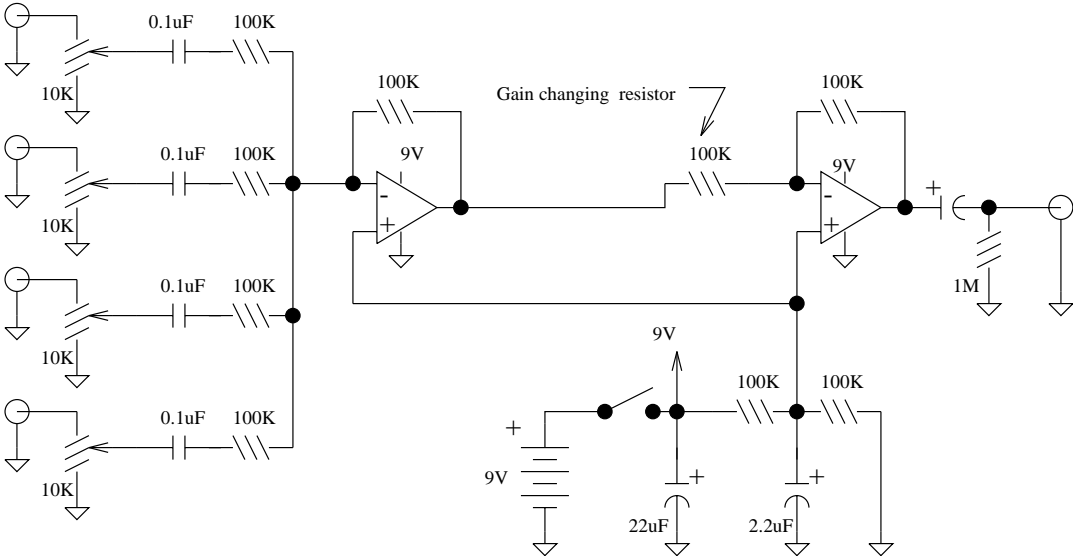 0.1uF 100K
10K
100K
Gain changing resistor
100K
0.1uF 100K
9V
100K
9V
-
+
-
+
+
10K
0.1uF 100K
1M
10K
9V
100K 100K
0.1uF 100K
+
9V
+
+
10K
22uF
2.2uF